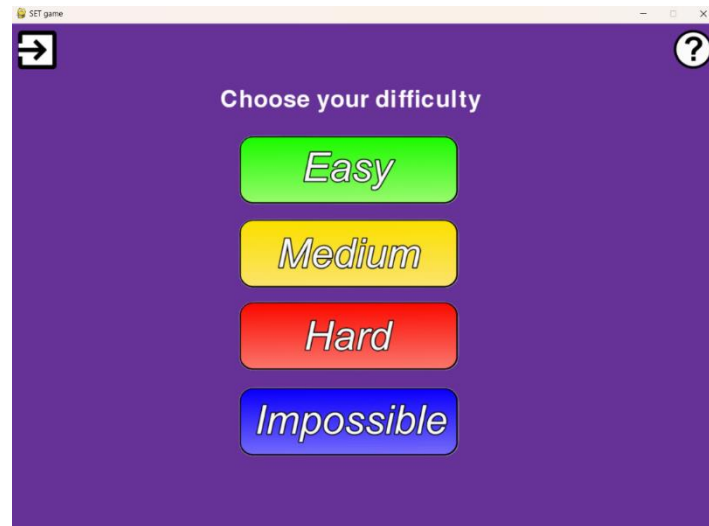 SET game
?
Choose your difficulty
Easy
Medium
Hard
Impossible